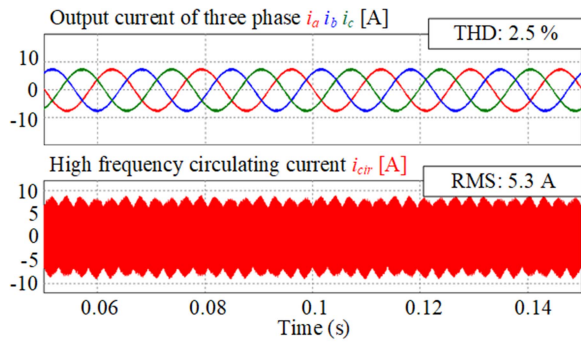 Output current of three phase ia ib ic [A]
THD: 2.5 %
10
0
-10
High frequency circulating current icir [A]
RMS: 5.3 A
10
5
0
-5
-10
0.06 0.08 0.1 0.12 0.14
Time (s)